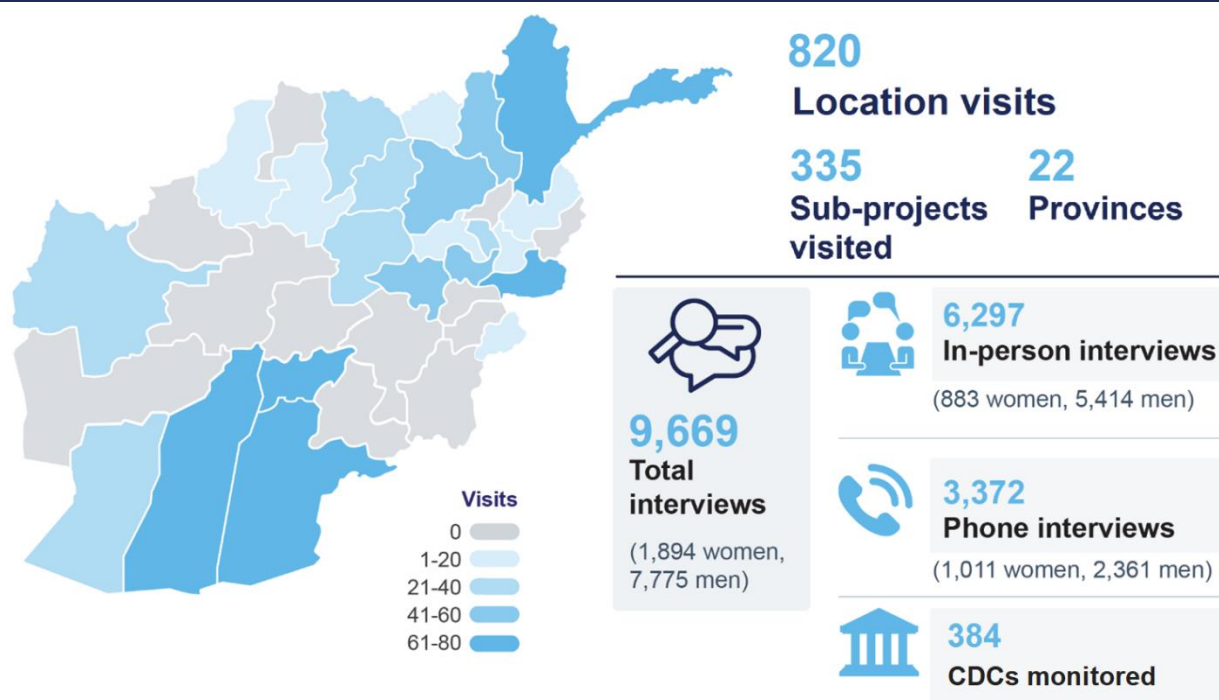 820
Location visits
335
Sub-projects
visited
22
Provinces
Visits
0
1-20
21-40
41-60
61-80
9,669
Total
interviews
(1,894 women,
7,775 men)
6,297
In-person interviews
(883 women, 5,414 men)
3,372
Phone interviews
(1,011 women, 2,361 men)
384
CDCs monitored